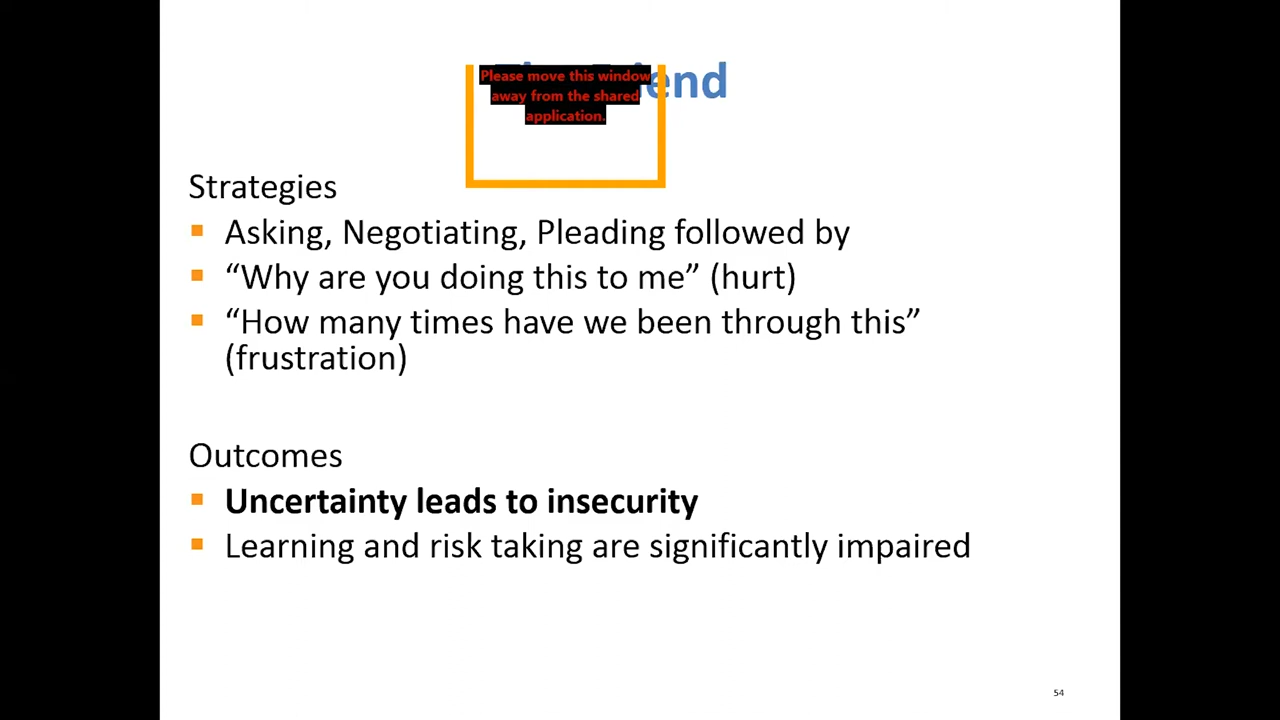 Please move this window
away from the shared
application.
The Friend
Strategies
▪ Asking, Negotiating, Pleading followed by
▪ “Why are you doing this to me” (hurt)
▪ “How many times have we been through this”
(frustration)
Outcomes
▪ Uncertainty leads to insecurity
▪ Learning and risk taking are significantly impaired
54